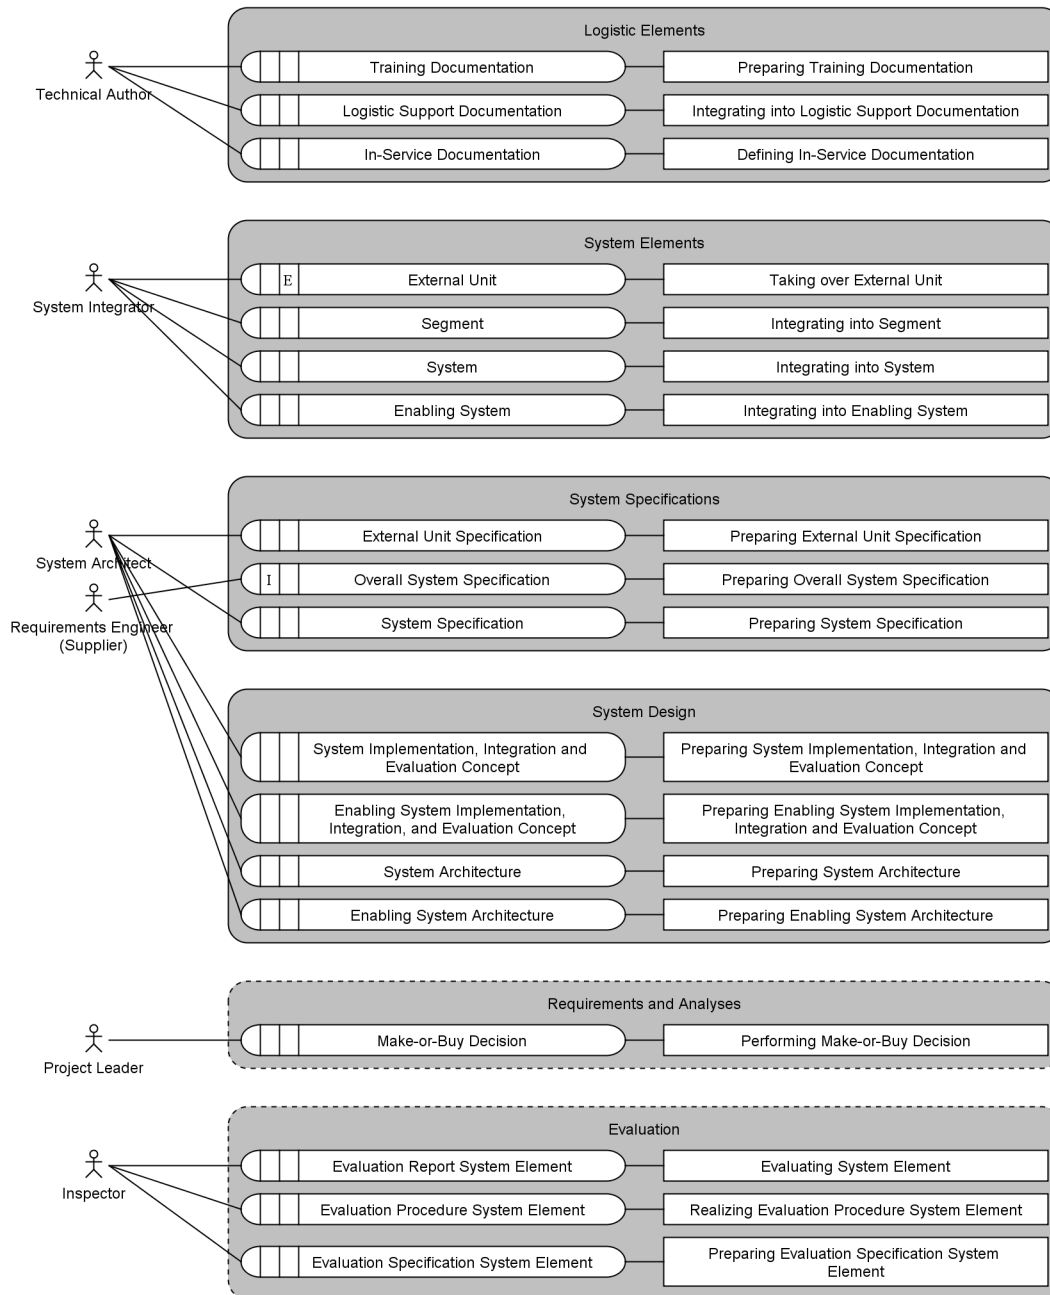 Logistic Elements
Technical Author
Training Documentation
Preparing Training Documentation
Logistic Support Documentation
Integrating into Logistic Support Documentation
In-Service Documentation
Defining In-Service Documentation
System Elements
System Integrator
E
External Unit
Taking over External Unit
Segment
Integrating into Segment
System
Integrating into System
Enabling System
Integrating into Enabling System
System Specifications
System Architect
External Unit Specification
Preparing External Unit Specification
Requirements Engineer
(Supplier)
I
Overall System Specification
Preparing Overall System Specification
System Specification
Preparing System Specification
System Design
System Implementation, Integration and
Evaluation Concept
Preparing System Implementation, Integration and
Evaluation Concept
Enabling System Implementation,
Integration, and Evaluation Concept
Preparing Enabling System Implementation,
Integration and Evaluation Concept
System Architecture
Preparing System Architecture
Enabling System Architecture
Preparing Enabling System Architecture
Requirements and Analyses
Project Leader
Make-or-Buy Decision
Performing Make-or-Buy Decision
Evaluation
Inspector
Evaluation Report System Element
Evaluating System Element
Evaluation Procedure System Element
Realizing Evaluation Procedure System Element
Evaluation Specification System Element
Preparing Evaluation Specification System
Element